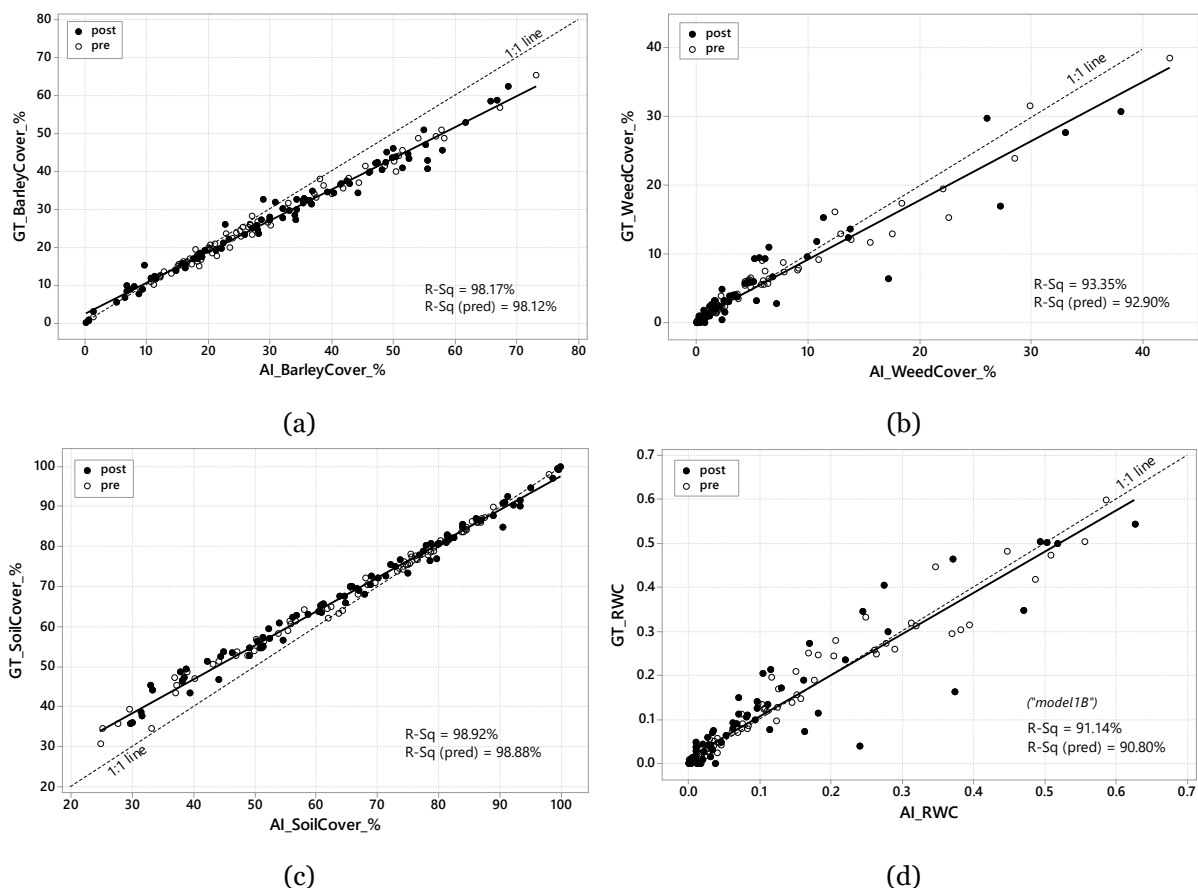 80
70
60
50
40
30
20
10
0
post
pre
1:1 line
R-Sq = 98.17%
R-Sq (pred) = 98.12%
0 10 20 30 40 50 60 70 80
GT_BarleyCover_%
AI_BarleyCover_%
(a)
40
30
20
10
0
post
pre
1:1 line
R-Sq = 93.35%
R-Sq (pred) = 92.90%
0 10 20 30 40
GT_WeedCover_%
AI_WeedCover_%
(b)
100
90
80
70
60
50
40
30
20
post
pre
1:1 line
R-Sq = 98.92%
R-Sq (pred) = 98.88%
20 30 40 50 60 70 80 90 100
GT_SoilCover_%
AI_SoilCover_%
(c)
0.7
0.6
0.5
0.4
0.3
0.2
0.1
0.0
post
pre
1:1 line
("model1B")
R-Sq = 91.14%
R-Sq (pred) = 90.80%
0.0 0.1 0.2 0.3 0.4 0.5 0.6 0.7
GT_RWC
AI_RWC
(d)